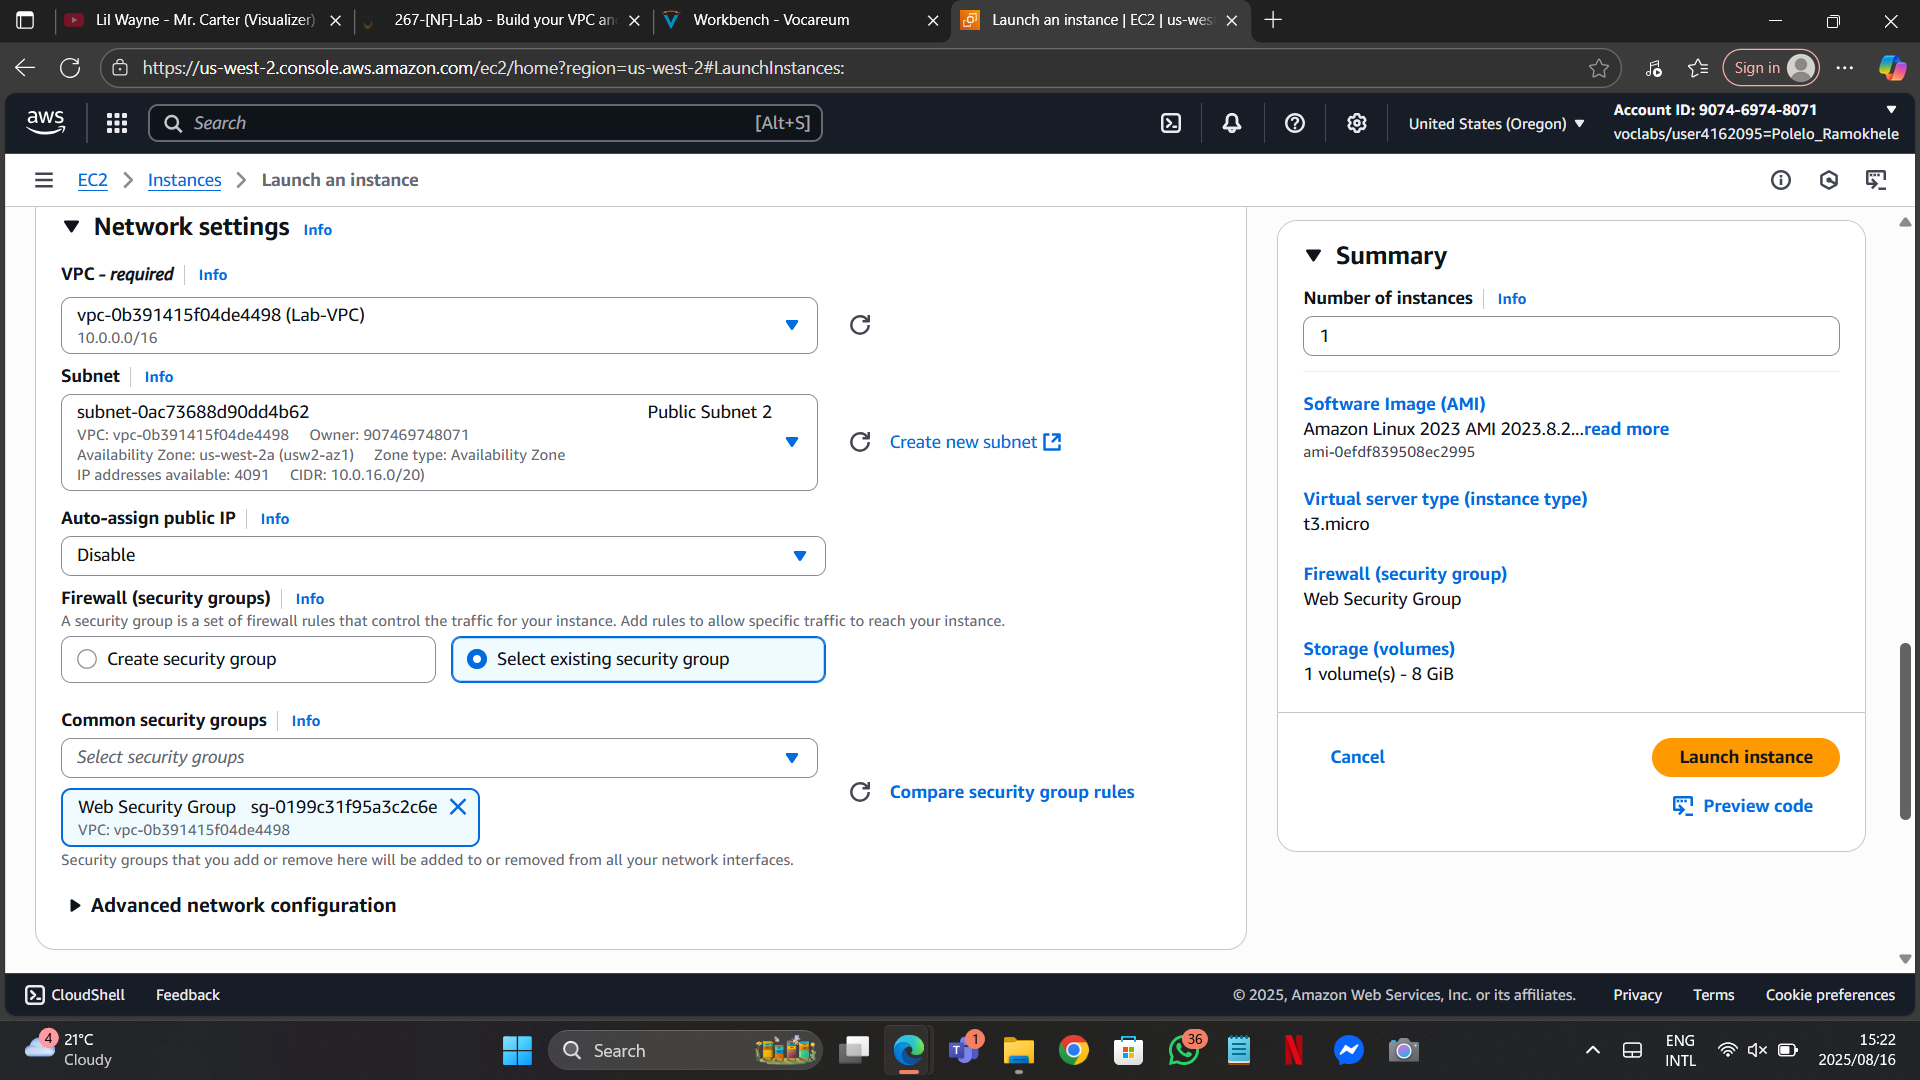 Lil Wayne - Mr. Carter (Visualizer)
267-[NF]-Lab - Build your VPC an
Workbench - Vocareum
Launch an instance | EC2 | us-wes
https://us-west-2.console.aws.amazon.com/ec2/home?region=us-west-2#LaunchInstances:
Sign in
aws
Search
[Alt+S]
United States (Oregon)
Account ID: 9074-6974-8071
voclabs/user4162095=Polelo_Ramokhele
EC2
Instances
Launch an instance
Network settings
Info
VPC - required
Info
vpc-0b391415f04de4498 (Lab-VPC)
10.0.0.0/16
Subnet
Info
subnet-0ac73688d90dd4b62
Public Subnet 2
VPC: vpc-0b391415f04de4498 Owner: 907469748071
Availability Zone: us-west-2a (usw2-az1) Zone type: Availability Zone
IP addresses available: 4091 CIDR: 10.0.16.0/20)
Create new subnet
Auto-assign public IP
Info
Disable
Firewall (security groups)
Info
A security group is a set of firewall rules that control the traffic for your instance. Add rules to allow specific traffic to reach your instance.
Create security group
Select existing security group
Common security groups
Info
Select security groups
Web Security Group sg-0199c31f95a3c2c6e
VPC: vpc-0b391415f04de4498
Compare security group rules
Security groups that you add or remove here will be added to or removed from all your network interfaces.
Advanced network configuration
Summary
Number of instances
Info
1
Software Image (AMI)
Amazon Linux 2023 AMI 2023.8.2...read more
ami-0efdf839508ec2995
Virtual server type (instance type)
t3.micro
Firewall (security group)
Web Security Group
Storage (volumes)
1 volume(s) - 8 GiB
Cancel
Launch instance
Preview code
CloudShell
Feedback
© 2025, Amazon Web Services, Inc. or its affiliates.
Privacy
Terms
Cookie preferences
4
21°C
Cloudy
Search
1
36
ENG
INTL
15:22
2025/08/16